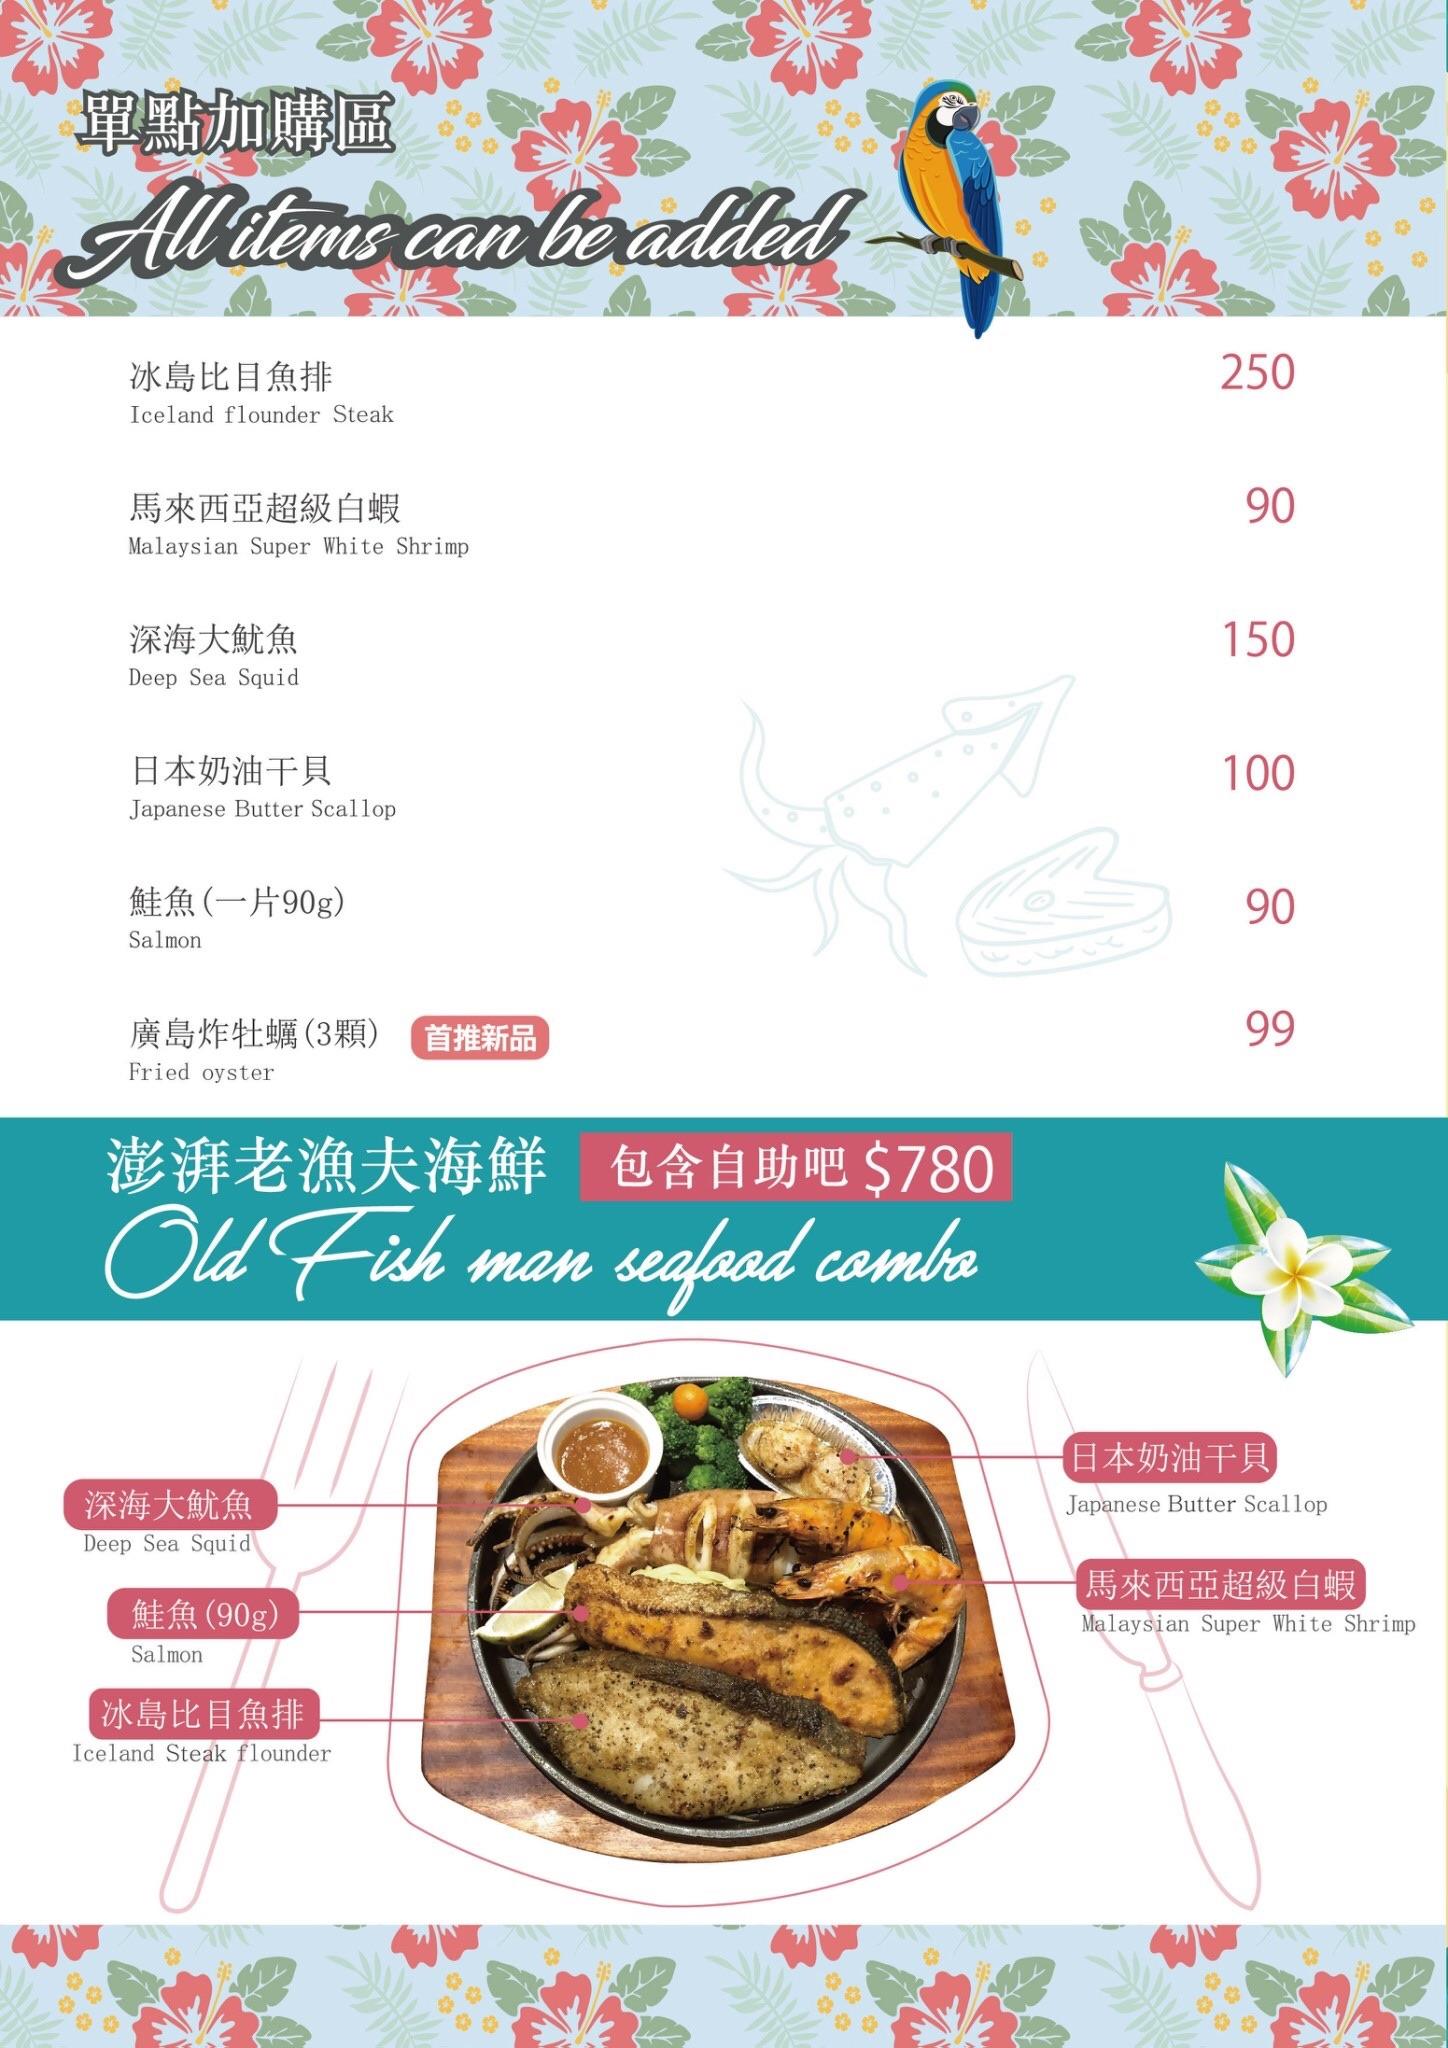 單點加購區
All items can be added
冰島比目魚排 250
Iceland flounder Steak
馬來西亞超級白蝦 90
Malaysian Super White Shrimp
深海大魷魚 150
Deep Sea Squid
日本奶油干貝 100
Japanese Butter Scallop
鮭魚(一片90g) 90
Salmon
廣島炸牡蠣(3顆) 首推新品 99
Fried oyster
澎湃老漁夫海鮮 包含自助吧 $780
Old Fish man seafood combo
日本奶油干貝
Japanese Butter Scallop
深海大魷魚
Deep Sea Squid
馬來西亞超級白蝦
Malaysian Super White Shrimp
鮭魚(90g)
Salmon
冰島比目魚排
Iceland Steak flounder